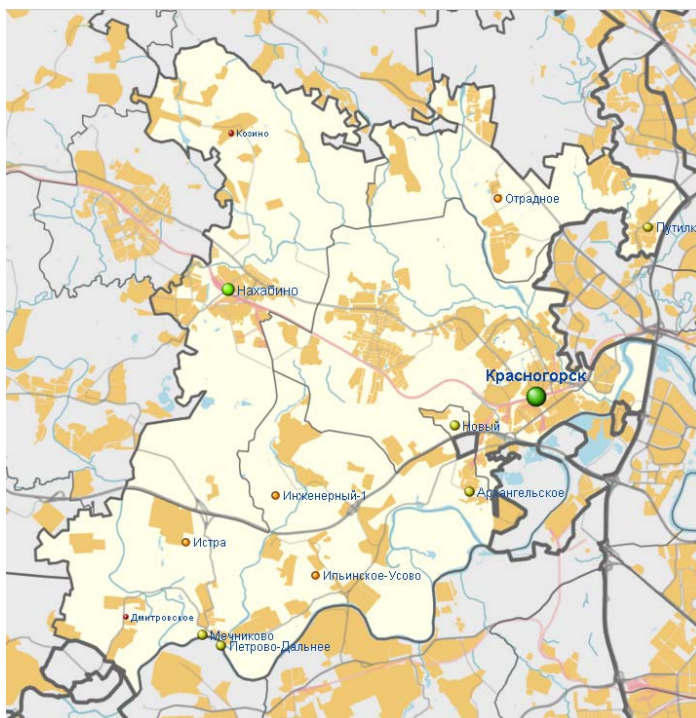 Козино
Отрадное
Путилк
Нахабино
Красногорск
Новый
Архангельское
Инженерный-1
Истра
Ильинское-Усово
Дмитровское
Мечниково
Петрово-Дальнее